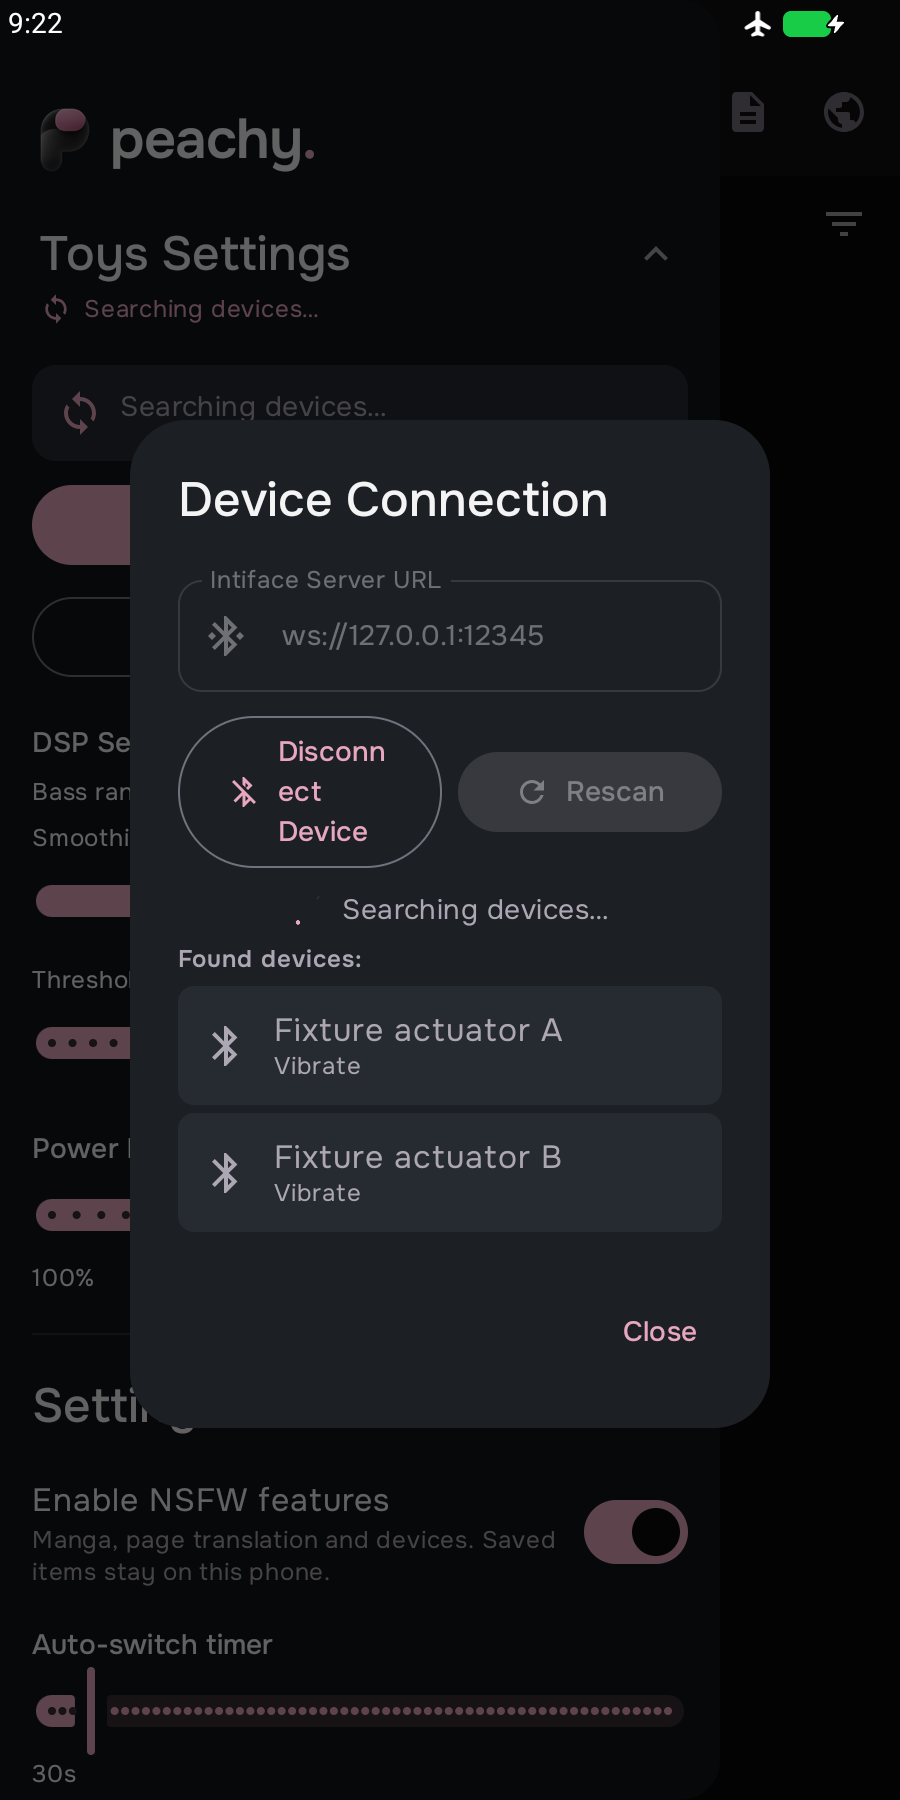 9:22
peachy.
Toys Settings
Searching devices...
Searching devices...
Device Connection
Intiface Server URL
ws://127.0.0.1:12345
Disconn
ect
Device
Rescan
Searching devices...
Found devices:
Fixture actuator A
Vibrate
Fixture actuator B
Vibrate
Close
DSP Se
Bass ran
Smoothi
Threshol
Power
100%
Enable NSFW features
Manga, page translation and devices. Saved
items stay on this phone.
Auto-switch timer
30s